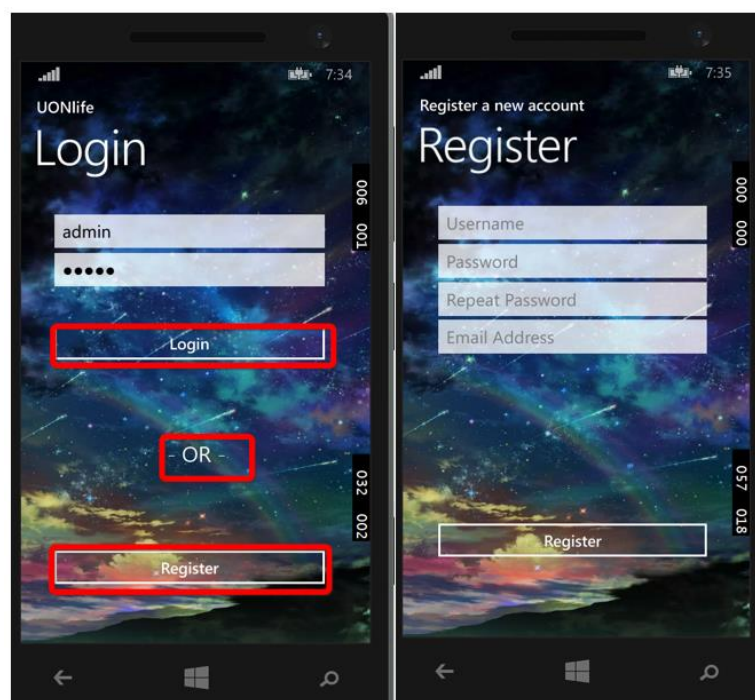 7:34
UONlife
Login
006 001
admin
Login
- OR -
032 002
Register
7:35
Register a new account
Register
000 000
Username
Password
Repeat Password
Email Address
057 018
Register